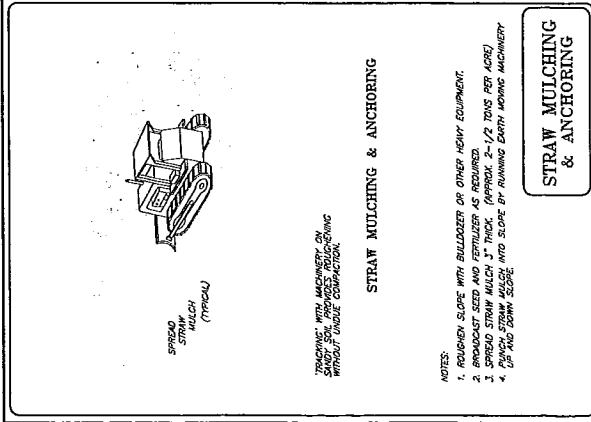 SPREAD
STRAW
MULCH
(TYPICAL)
'TRACKING' WITH MACHINERY ON
SANDY SOIL PROVIDES ROUGHENING
WITHOUT UNDUE COMPACTION.
STRAW MULCHING & ANCHORING
NOTES:
1. ROUGHEN SLOPE WITH BULLDOZER OR OTHER HEAVY EQUIPMENT.
2. BROADCAST SEED AND FERTILIZER AS REQUIRED.
3. SPREAD STRAW MULCH 3" THICK. (APPROX. 2-1/2 TONS PER ACRE)
4. PUNCH STRAW MULCH INTO SLOPE BY RUNNING EARTH MOVING MACHINERY
UP AND DOWN SLOPE.
STRAW MULCHING
& ANCHORING